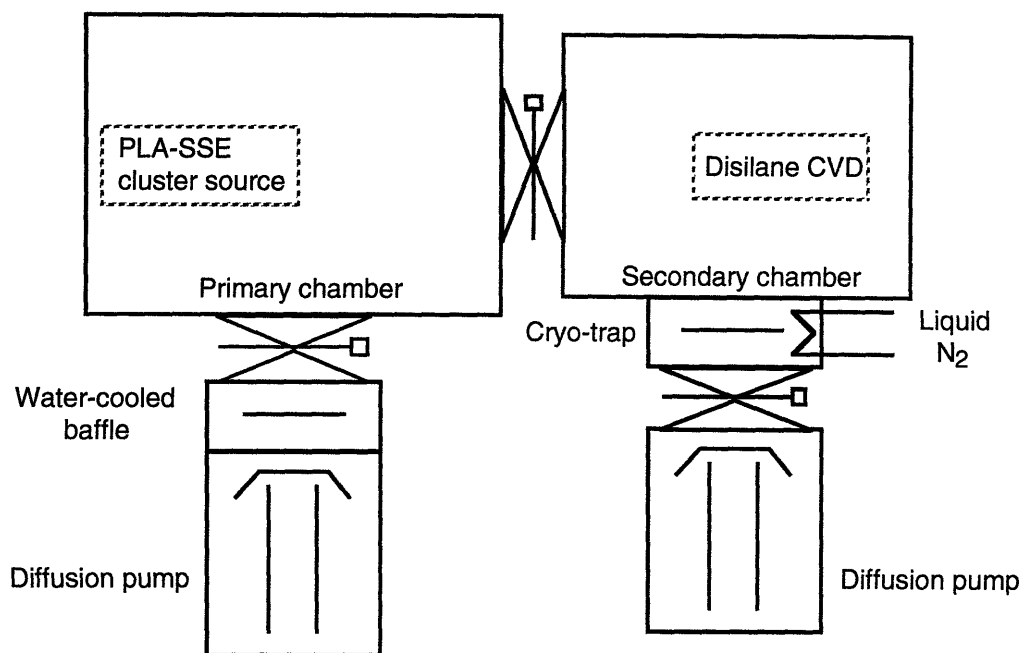 PLA-SSE
cluster source
Disilane CVD
Primary chamber
Secondary chamber
Cryo-trap
Liquid
N2
Water-cooled
baffle
Diffusion pump
Diffusion pump